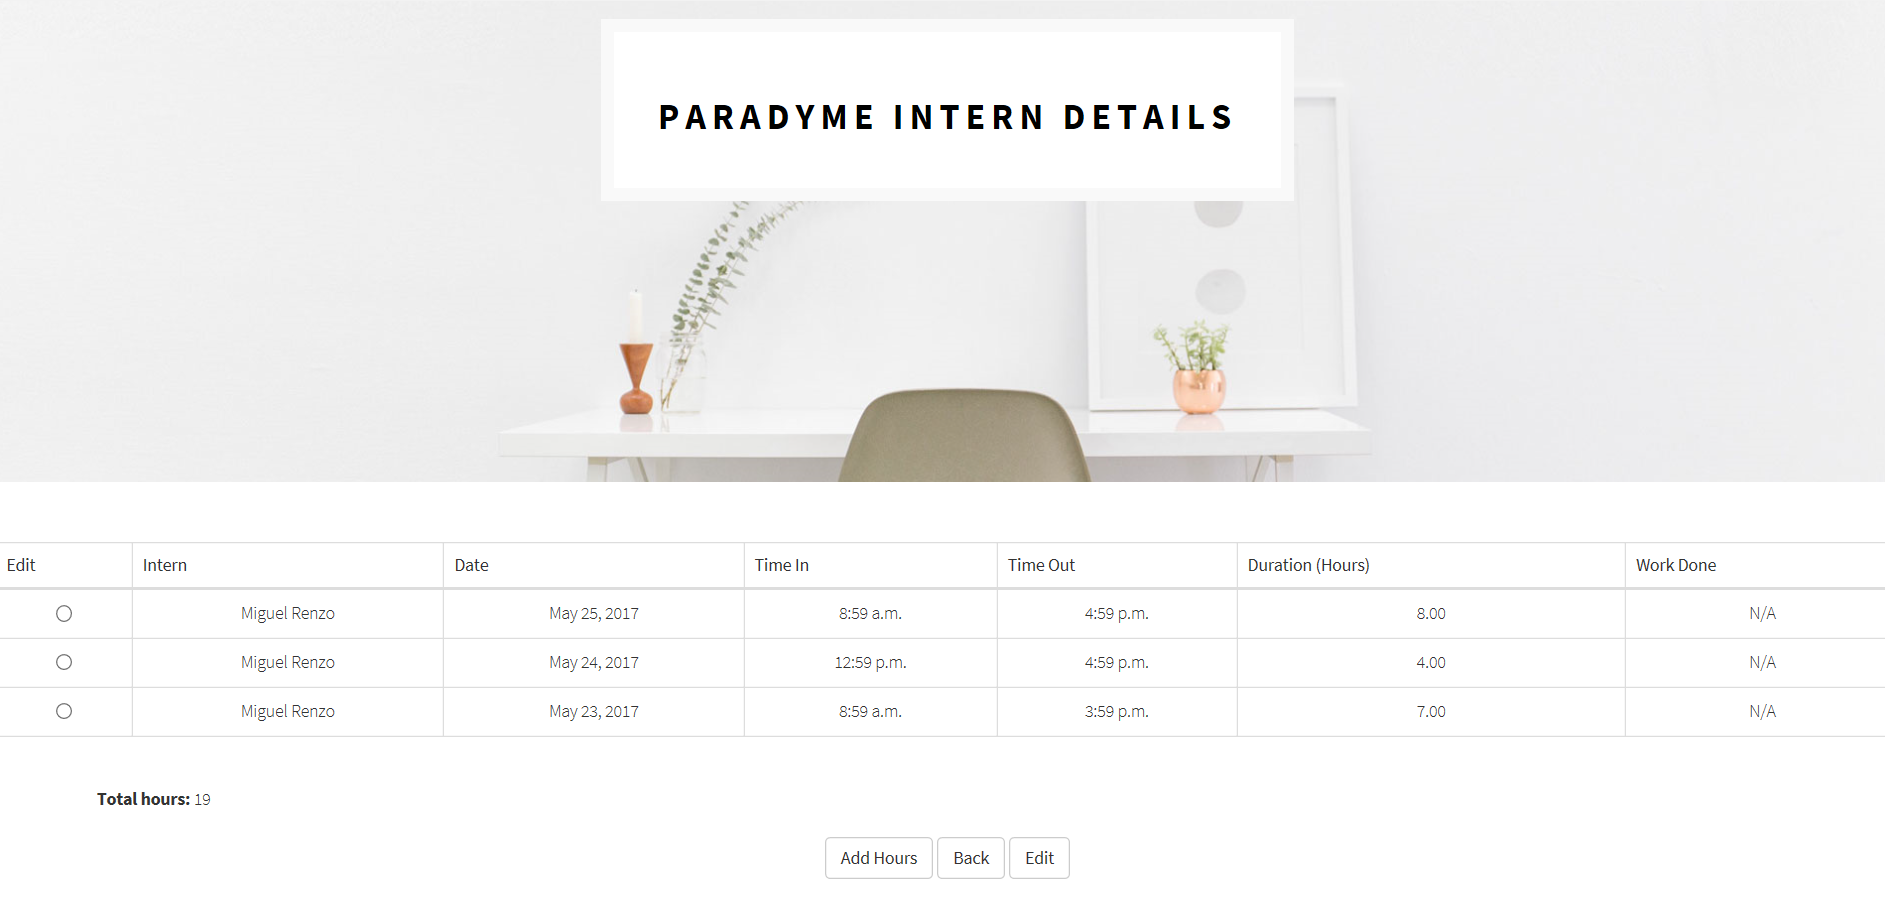 PARADYME INTERN DETAILS
Edit Intern Date Time In Time Out Duration (Hours) Work Done
Miguel Renzo May 25, 2017 8:59 a.m. 4:59 p.m. 8.00 N/A
Miguel Renzo May 24, 2017 12:59 p.m. 4:59 p.m. 4.00 N/A
Miguel Renzo May 23, 2017 8:59 a.m. 3:59 p.m. 7.00 N/A
Total hours: 19
Add Hours Back Edit